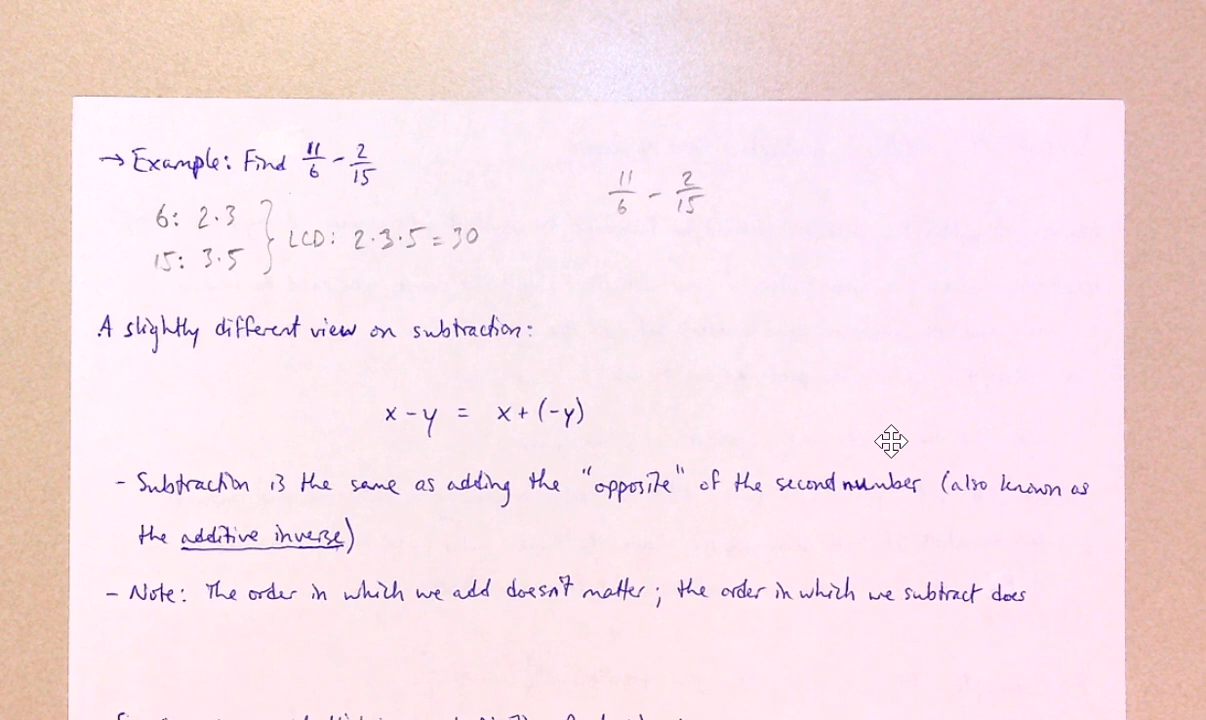 → Example: Find 11/6 - 2/15
11/6 - 2/15
6: 2·3
15: 3·5
} LCD: 2·3·5 = 30
A slightly different view on subtraction:
x - y = x + (-y)
- Subtraction is the same as adding the "opposite" of the second number (also known as
the additive inverse)
- Note: The order in which we add doesn't matter; the order in which we subtract does